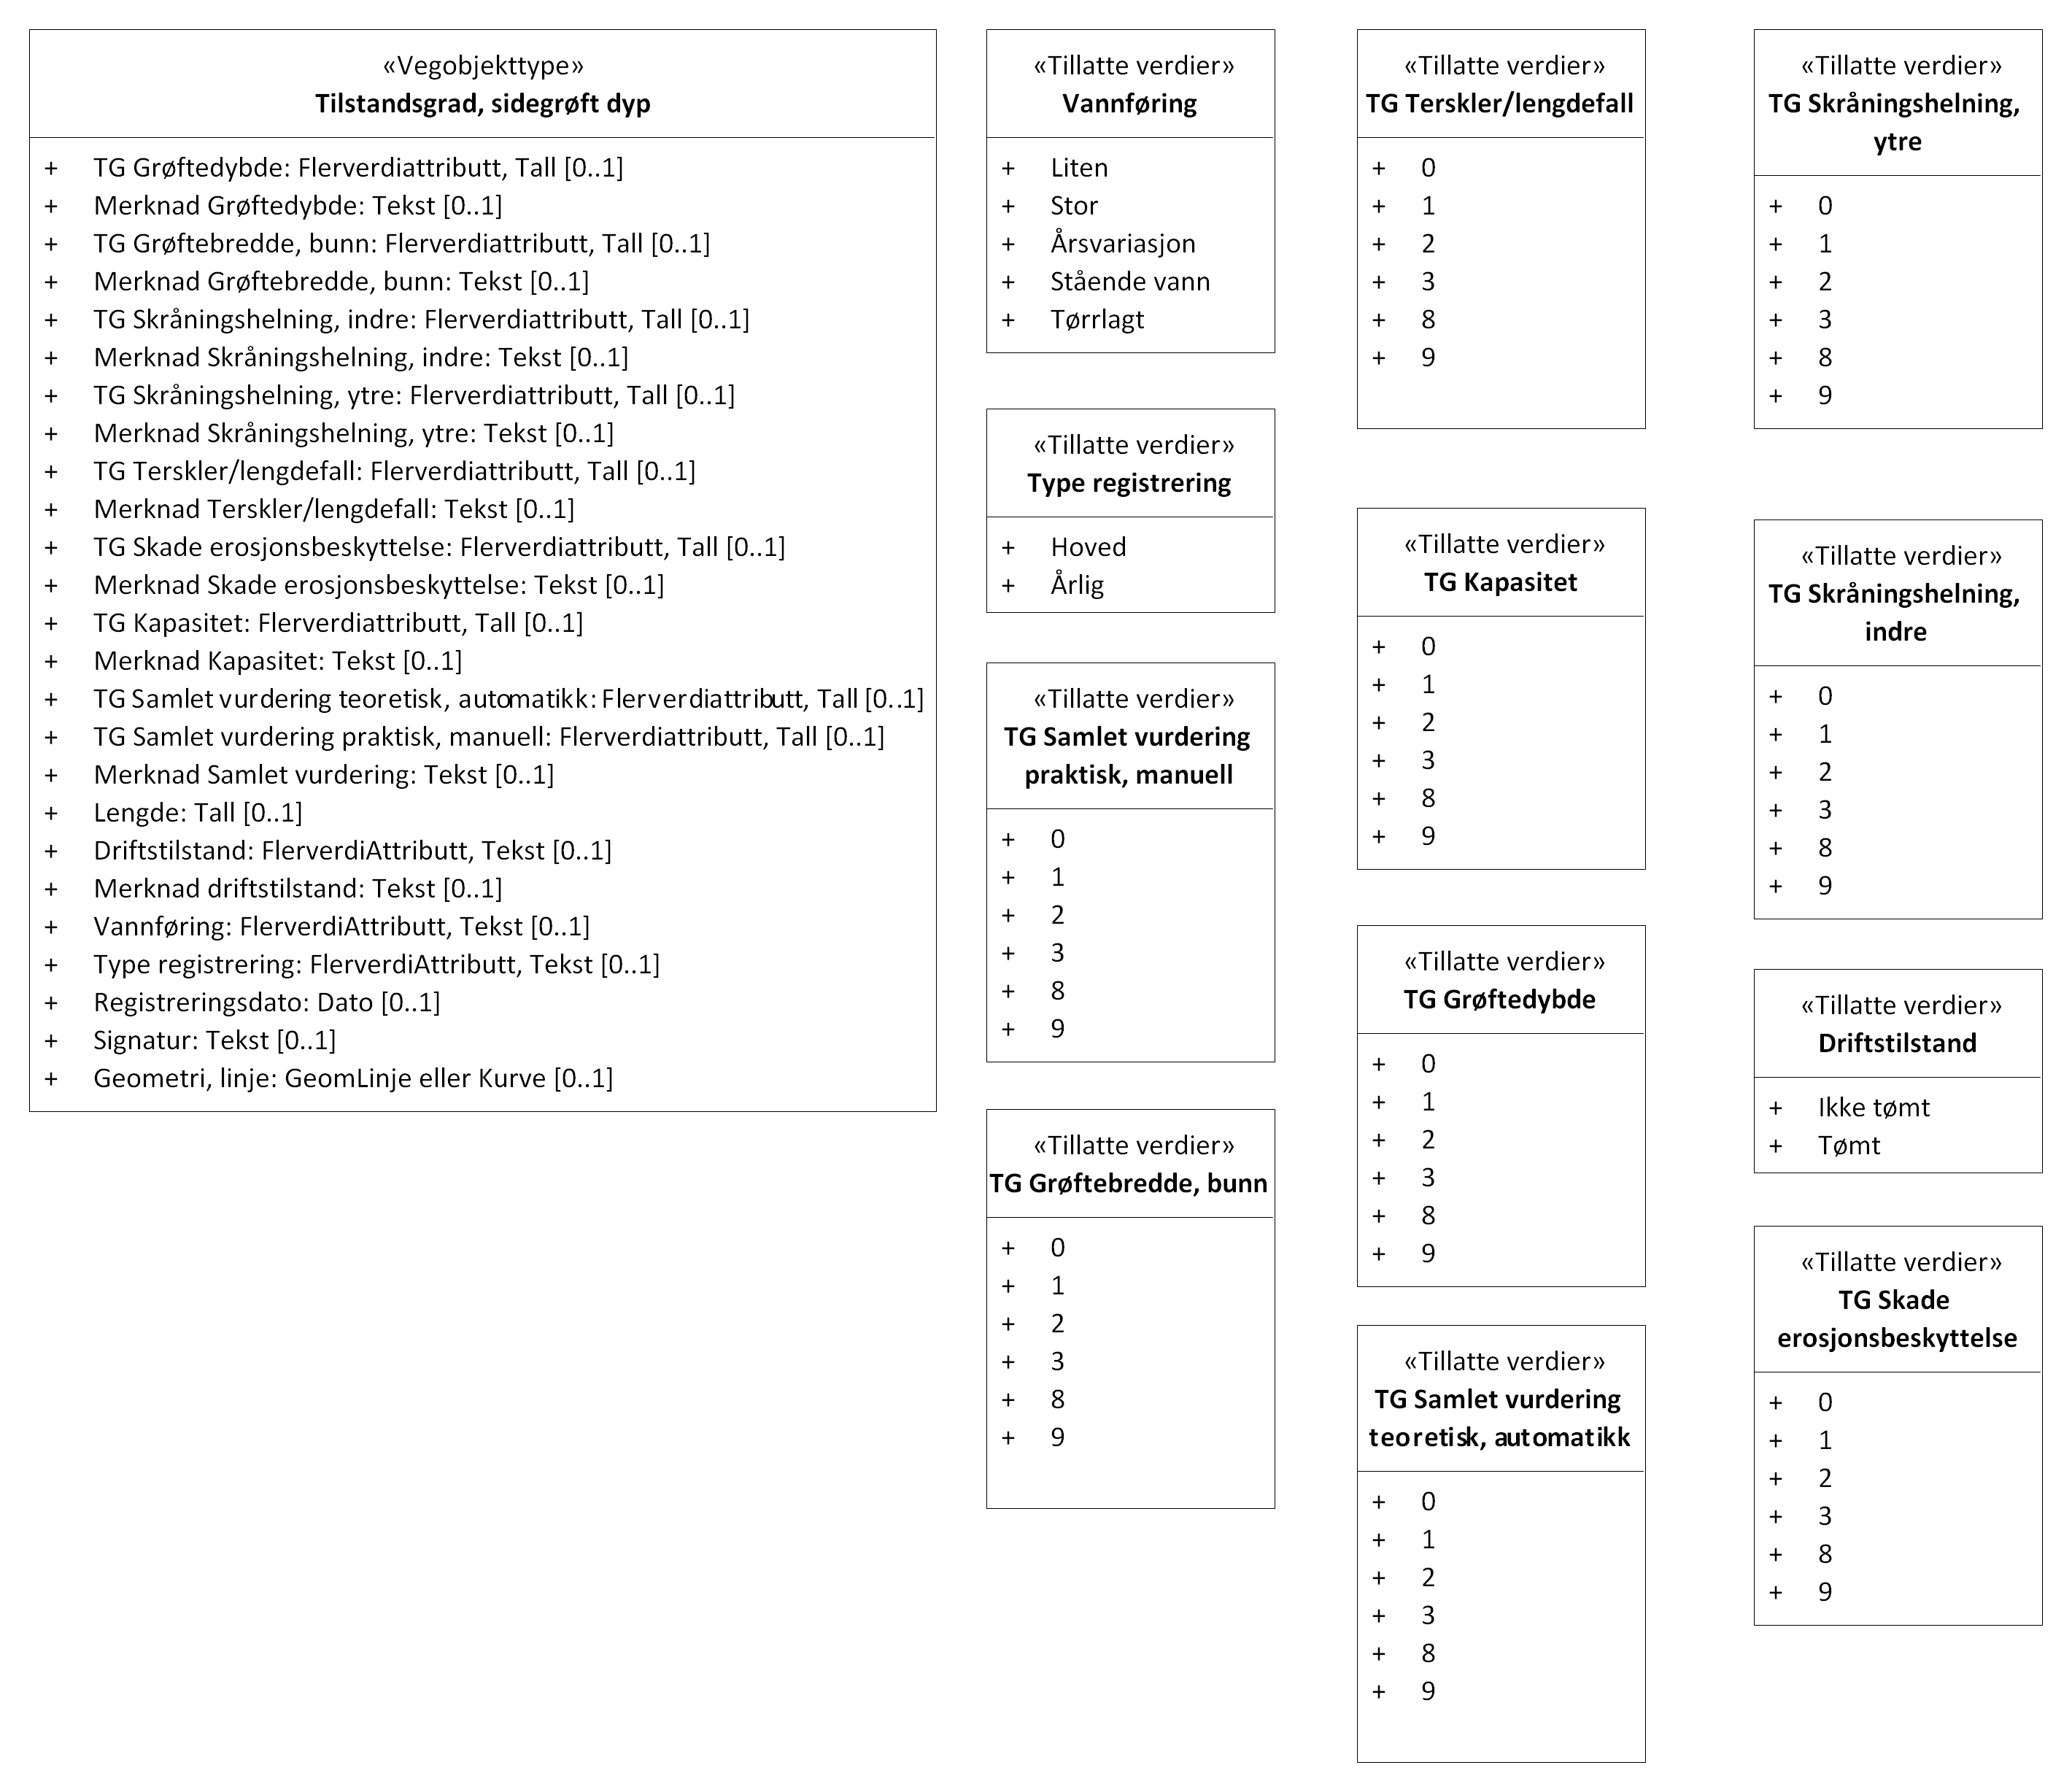 «Vegobjekttype»
Tilstandsgrad, sidegrøft dyp
+ TG Grøftedybde: Flerverdiattributt, Tall [0..1]
+ Merknad Grøftedybde: Tekst [0..1]
+ TG Grøftebredde, bunn: Flerverdiattributt, Tall [0..1]
+ Merknad Grøftebredde, bunn: Tekst [0..1]
+ TG Skråningshelning, indre: Flerverdiattributt, Tall [0..1]
+ Merknad Skråningshelning, indre: Tekst [0..1]
+ TG Skråningshelning, ytre: Flerverdiattributt, Tall [0..1]
+ Merknad Skråningshelning, ytre: Tekst [0..1]
+ TG Terskler/lengdefall: Flerverdiattributt, Tall [0..1]
+ Merknad Terskler/lengdefall: Tekst [0..1]
+ TG Skade erosjonsbeskyttelse: Flerverdiattributt, Tall [0..1]
+ Merknad Skade erosjonsbeskyttelse: Tekst [0..1]
+ TG Kapasitet: Flerverdiattributt, Tall [0..1]
+ Merknad Kapasitet: Tekst [0..1]
+ TG Samlet vurdering teoretisk, automatikk: Flerverdiattributt, Tall [0..1]
+ TG Samlet vurdering praktisk, manuell: Flerverdiattributt, Tall [0..1]
+ Merknad Samlet vurdering: Tekst [0..1]
+ Lengde: Tall [0..1]
+ Driftstilstand: FlerverdiAttributt, Tekst [0..1]
+ Merknad driftstilstand: Tekst [0..1]
+ Vannføring: FlerverdiAttributt, Tekst [0..1]
+ Type registrering: FlerverdiAttributt, Tekst [0..1]
+ Registreringsdato: Dato [0..1]
+ Signatur: Tekst [0..1]
+ Geometri, linje: GeomLinje eller Kurve [0..1]
«Tillatte verdier»
Vannføring
+ Liten
+ Stor
+ Årsvariasjon
+ Stående vann
+ Tørrlagt
«Tillatte verdier»
Type registrering
+ Hoved
+ Årlig
«Tillatte verdier»
TG Samlet vurdering
praktisk, manuell
+ 0
+ 1
+ 2
+ 3
+ 8
+ 9
«Tillatte verdier»
TG Grøftebredde, bunn
+ 0
+ 1
+ 2
+ 3
+ 8
+ 9
«Tillatte verdier»
TG Terskler/lengdefall
+ 0
+ 1
+ 2
+ 3
+ 8
+ 9
«Tillatte verdier»
TG Kapasitet
+ 0
+ 1
+ 2
+ 3
+ 8
+ 9
«Tillatte verdier»
TG Grøftedybde
+ 0
+ 1
+ 2
+ 3
+ 8
+ 9
«Tillatte verdier»
TG Samlet vurdering
teoretisk, automatikk
+ 0
+ 1
+ 2
+ 3
+ 8
+ 9
«Tillatte verdier»
TG Skråningshelning,
ytre
+ 0
+ 1
+ 2
+ 3
+ 8
+ 9
«Tillatte verdier»
TG Skråningshelning,
indre
+ 0
+ 1
+ 2
+ 3
+ 8
+ 9
«Tillatte verdier»
Driftstilstand
+ Ikke tømt
+ Tømt
«Tillatte verdier»
TG Skade
erosjonsbeskyttelse
+ 0
+ 1
+ 2
+ 3
+ 8
+ 9